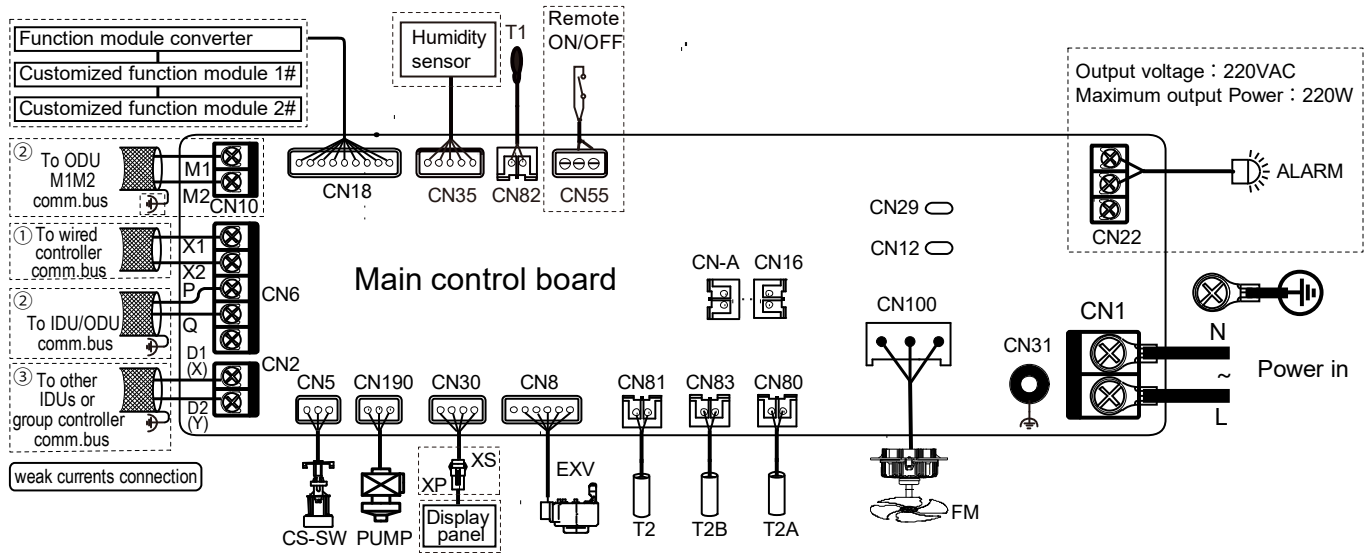 Function module converter
Customized function module 1#
Customized function module 2#
Humidity
sensor
T1
Remote
ON/OFF
Output voltage：220VAC
Maximum output Power：220W
ALARM
CN22
② To ODU
M1M2
comm.bus
M1
M2
CN10
CN18
CN35
CN82
CN55
① To wired
controller
comm.bus
X1
X2
P
Q
CN6
② To IDU/ODU
comm.bus
③ To other
IDUs or
group controller
comm.bus
D1
(X)
D2
(Y)
CN2
weak currents connection
Main control board
CN29
CN12
CN-A
CN16
CN100
CN31
CN1
N
~
L
Power in
CN5
CN190
CN30
CN8
CN81
CN83
CN80
CS-SW
PUMP
XS
XP
Display
panel
EXV
T2
T2B
T2A
FM